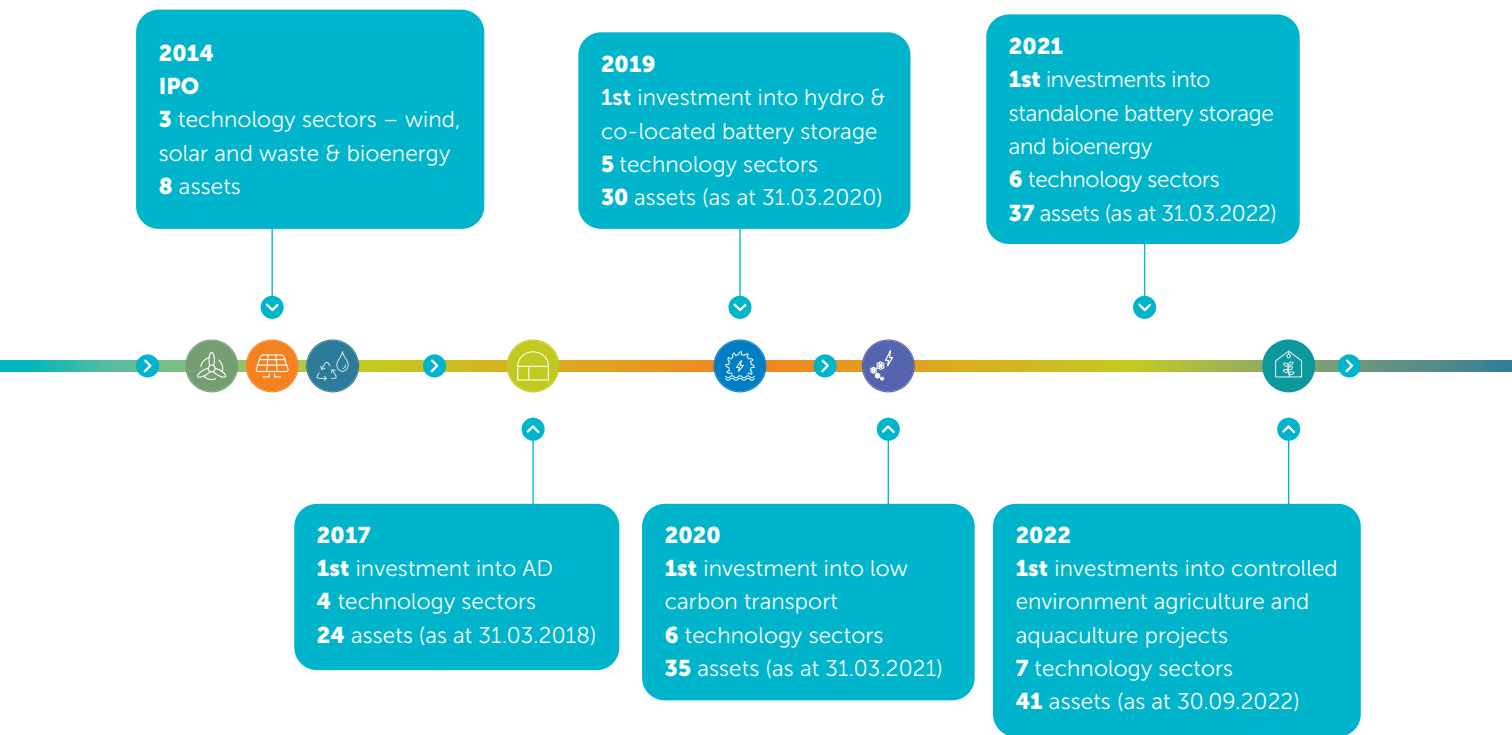 2014
IPO
3 technology sectors – wind,
solar and waste & bioenergy
8 assets
2019
1st investment into hydro &
co-located battery storage
5 technology sectors
30 assets (as at 31.03.2020)
2021
1st investments into
standalone battery storage
and bioenergy
6 technology sectors
37 assets (as at 31.03.2022)
2017
1st investment into AD
4 technology sectors
24 assets (as at 31.03.2018)
2020
1st investment into low
carbon transport
6 technology sectors
35 assets (as at 31.03.2021)
2022
1st investments into controlled
environment agriculture and
aquaculture projects
7 technology sectors
41 assets (as at 30.09.2022)